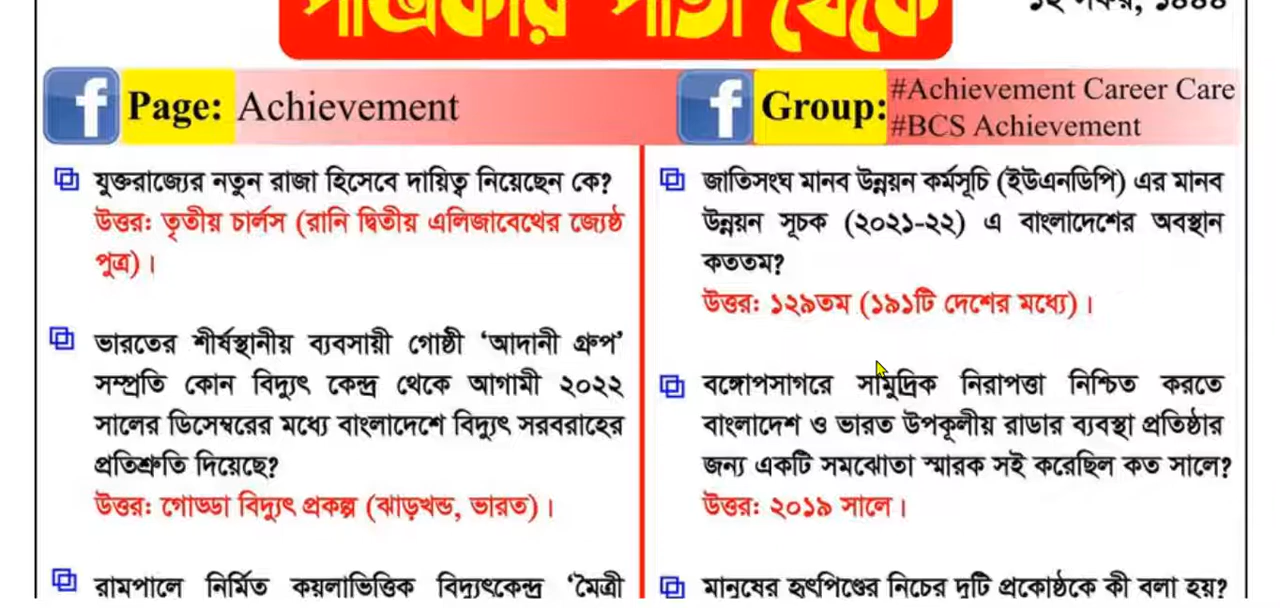 পত্রিকার পাতা থেকে
১২ সফর, ১৪৪৪
Page: Achievement
Group: #Achievement Career Care
#BCS Achievement
যুক্তরাজ্যের নতুন রাজা হিসেবে দায়িত্ব নিয়েছেন কে?
উত্তর: তৃতীয় চার্লস (রানি দ্বিতীয় এলিজাবেথের জ্যেষ্ঠ
পুত্র)।
ভারতের শীর্ষস্থানীয় ব্যবসায়ী গোষ্ঠী ‘আদানী গ্রুপ’
সম্প্রতি কোন বিদ্যুৎ কেন্দ্র থেকে আগামী ২০২২
সালের ডিসেম্বরের মধ্যে বাংলাদেশে বিদ্যুৎ সরবরাহের
প্রতিশ্রুতি দিয়েছে?
উত্তর: গোড্ডা বিদ্যুৎ প্রকল্প (ঝাড়খন্ড, ভারত)।
রামপালে নির্মিত কয়লাভিত্তিক বিদ্যুৎকেন্দ্র ‘মৈত্রী
জাতিসংঘ মানব উন্নয়ন কর্মসূচি (ইউএনডিপি) এর মানব
উন্নয়ন সূচক (২০২১-২২) এ বাংলাদেশের অবস্থান
কততম?
উত্তর: ১২৯তম (১৯১টি দেশের মধ্যে)।
বঙ্গোপসাগরে সামুদ্রিক নিরাপত্তা নিশ্চিত করতে
বাংলাদেশ ও ভারত উপকূলীয় রাডার ব্যবস্থা প্রতিষ্ঠার
জন্য একটি সমঝোতা স্মারক সই করেছিল কত সালে?
উত্তর: ২০১৯ সালে।
মানুষের হৃৎপিণ্ডের নিচের দুটি প্রকোষ্ঠকে কী বলা হয়?